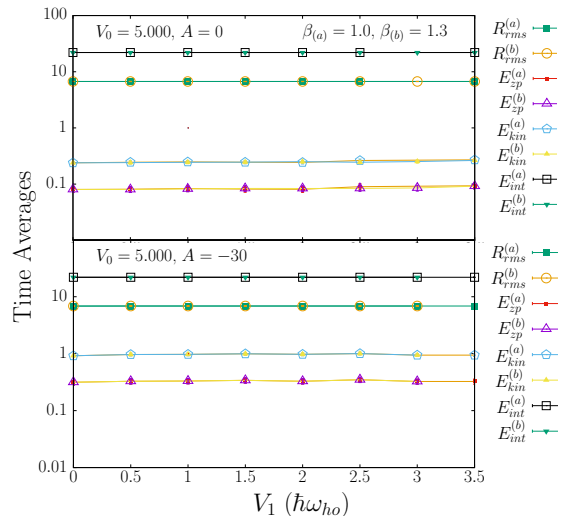 100
V_0 = 5.000, A = 0
β_(a) = 1.0, β_(b) = 1.3
10
1
0.1
R_rms^(a)
R_rms^(b)
E_zp^(a)
E_zp^(b)
E_kin^(a)
E_kin^(b)
E_int^(a)
E_int^(b)
Time Averages
V_0 = 5.000, A = −30
10
1
0.1
0.01
R_rms^(a)
R_rms^(b)
E_zp^(a)
E_zp^(b)
E_kin^(a)
E_kin^(b)
E_int^(a)
E_int^(b)
0 0.5 1 1.5 2 2.5 3 3.5
V_1 (ħω_ho)